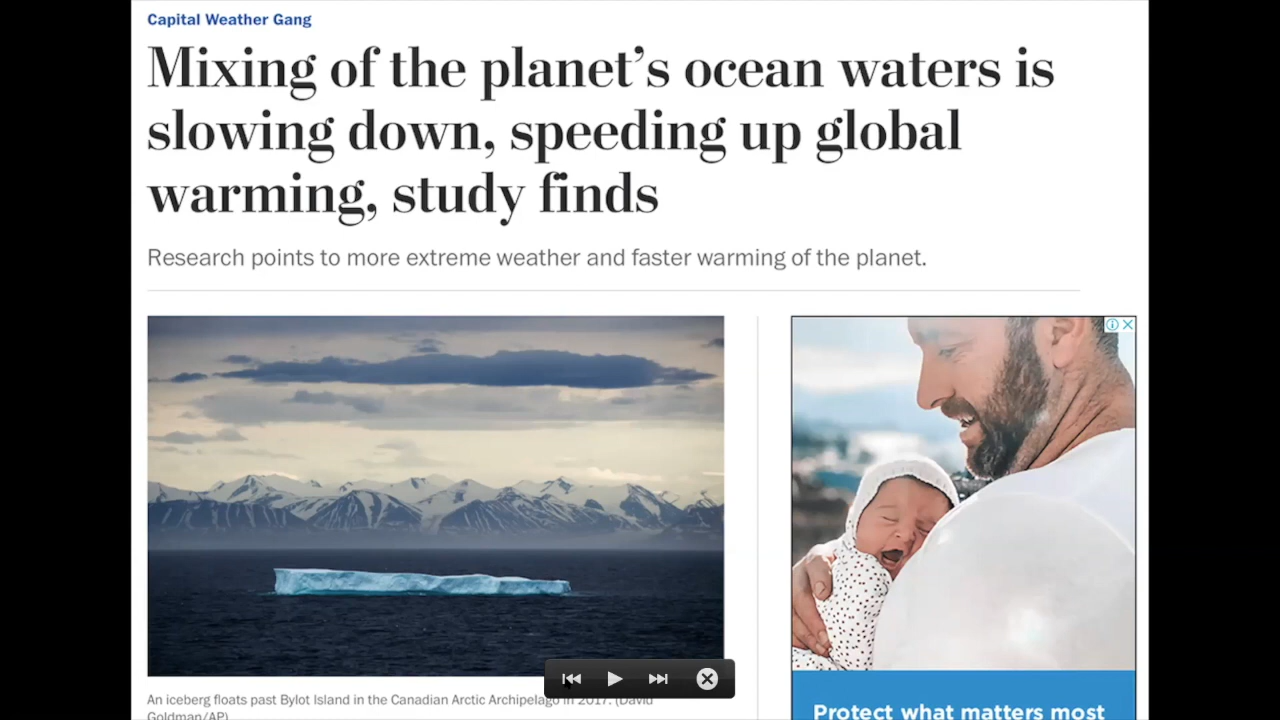 Capital Weather Gang
Mixing of the planet’s ocean waters is
slowing down, speeding up global
warming, study finds
Research points to more extreme weather and faster warming of the planet.
An iceberg floats past Bylot Island in the Canadian Arctic Archipelago in 2017. (David
Goldman/AP)
Protect what matters most